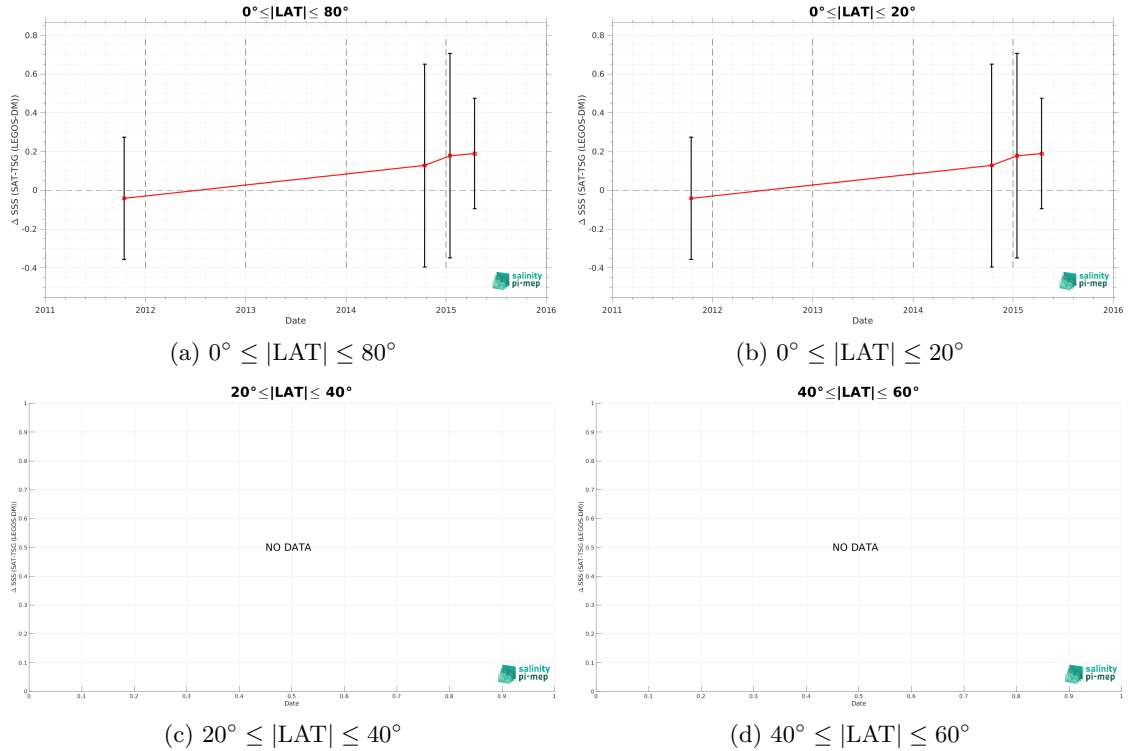 0°≤|LAT|≤ 80°
Δ SSS (SAT-TSG (LEGOS-DM))
0.8
0.6
0.4
0.2
0
-0.2
-0.4
2011
2012
2013
2014
2015
2016
Date
salinity
pi-mep
(a) 0° ≤ |LAT| ≤ 80°
0°≤|LAT|≤ 20°
Δ SSS (SAT-TSG (LEGOS-DM))
0.8
0.6
0.4
0.2
0
-0.2
-0.4
2011
2012
2013
2014
2015
2016
Date
salinity
pi-mep
(b) 0° ≤ |LAT| ≤ 20°
20°≤|LAT|≤ 40°
Δ SSS (SAT-TSG (LEGOS-DM))
1
0.9
0.8
0.7
0.6
0.5
0.4
0.3
0.2
0.1
0
NO DATA
0
0.1
0.2
0.3
0.4
0.5
0.6
0.7
0.8
0.9
1
Date
salinity
pi-mep
(c) 20° ≤ |LAT| ≤ 40°
40°≤|LAT|≤ 60°
Δ SSS (SAT-TSG (LEGOS-DM))
1
0.9
0.8
0.7
0.6
0.5
0.4
0.3
0.2
0.1
0
NO DATA
0
0.1
0.2
0.3
0.4
0.5
0.6
0.7
0.8
0.9
1
Date
salinity
pi-mep
(d) 40° ≤ |LAT| ≤ 60°